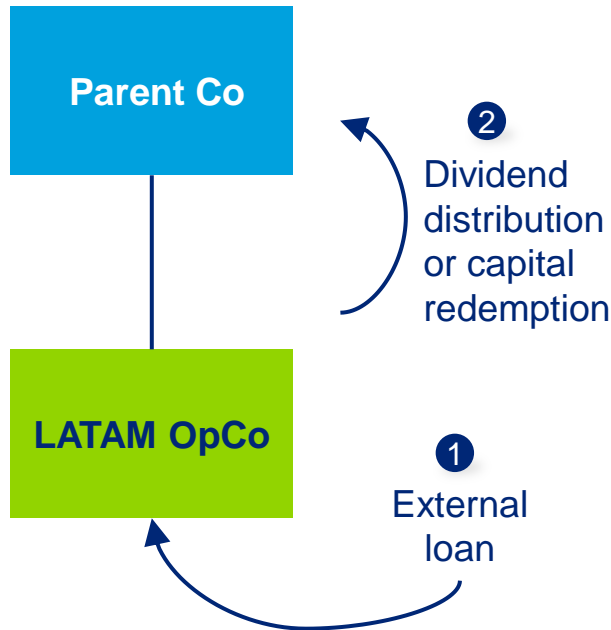 Parent Co
2
Dividend
distribution
or capital
redemption
LATAM OpCo
1
External
loan